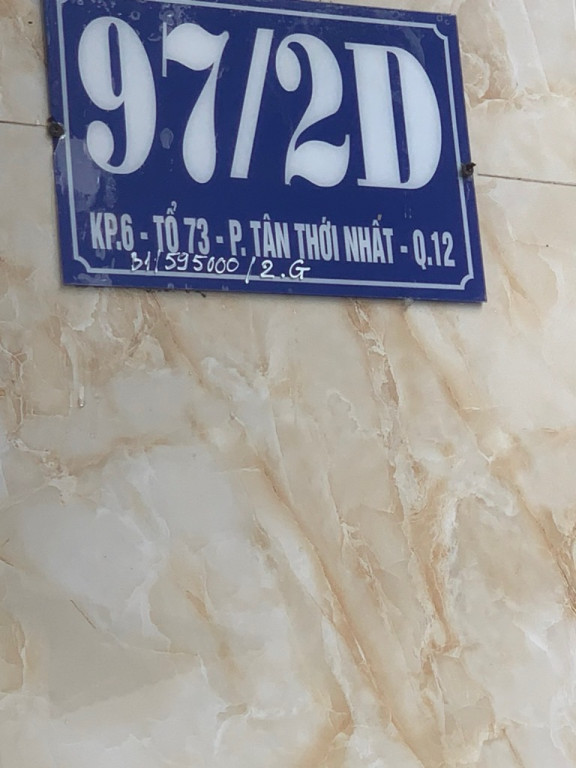 97/2D
KP.6 - TỔ 73 - P. TÂN THỚI NHẤT - Q.12
31/595000/2.G